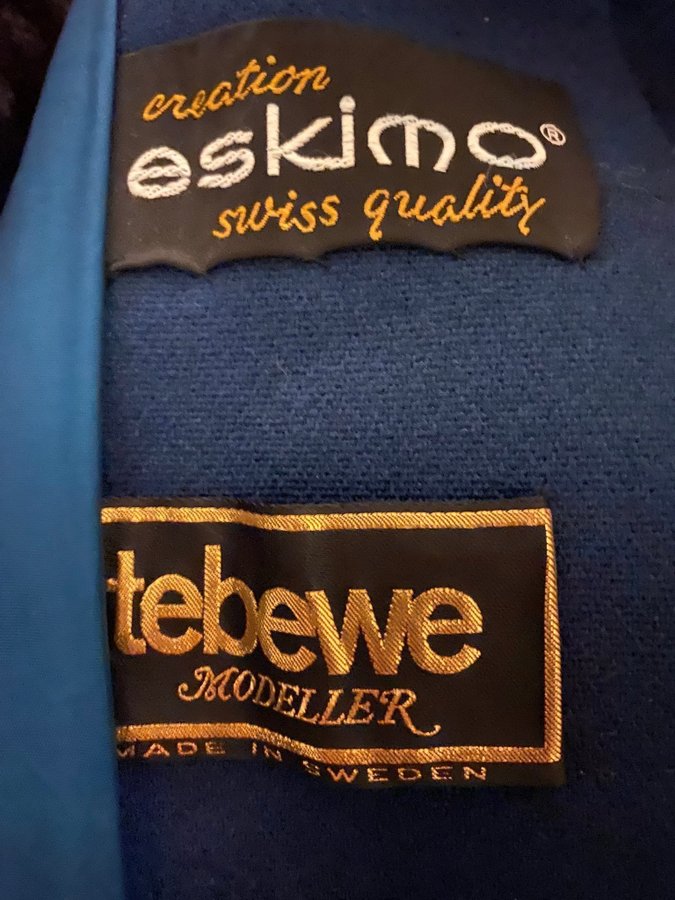 creation
eskimo®
swiss quality
tebewe
MODELLER
MADE IN SWEDEN